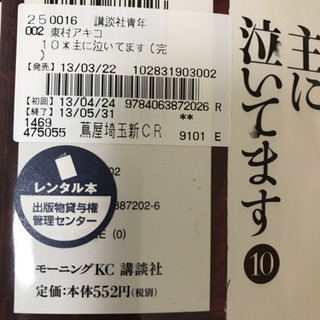 250016 講談社青年
002 東村アキコ
10*主に泣いてます(完
)
【発売】 13/03/22 102831903002
【初回】 13/04/24 9784063872026 R
【終了】 13/05/31 **
1469
475055 蔦屋埼玉新CR 9101 E
レンタル本
出版物貸与権
管理センター
887202-6
E (0)
モーニングKC 講談社
定価:本体552円(税別)
主に
泣いてます
10